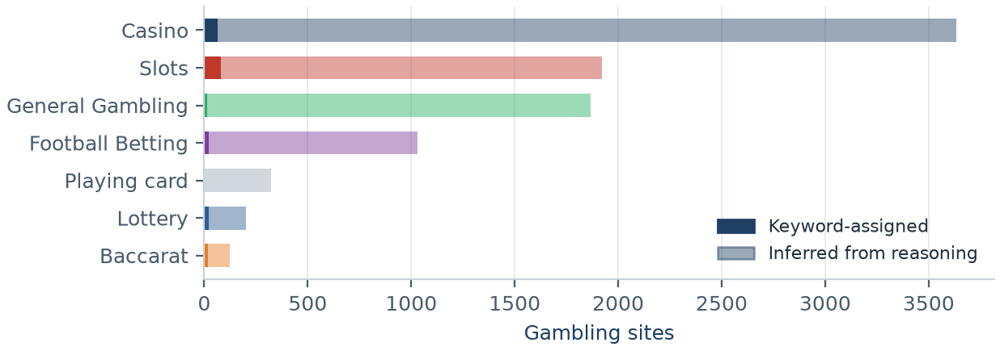 Casino
Slots
General Gambling
Football Betting
Playing card
Lottery
Baccarat
Keyword-assigned
Inferred from reasoning
0 500 1000 1500 2000 2500 3000 3500
Gambling sites